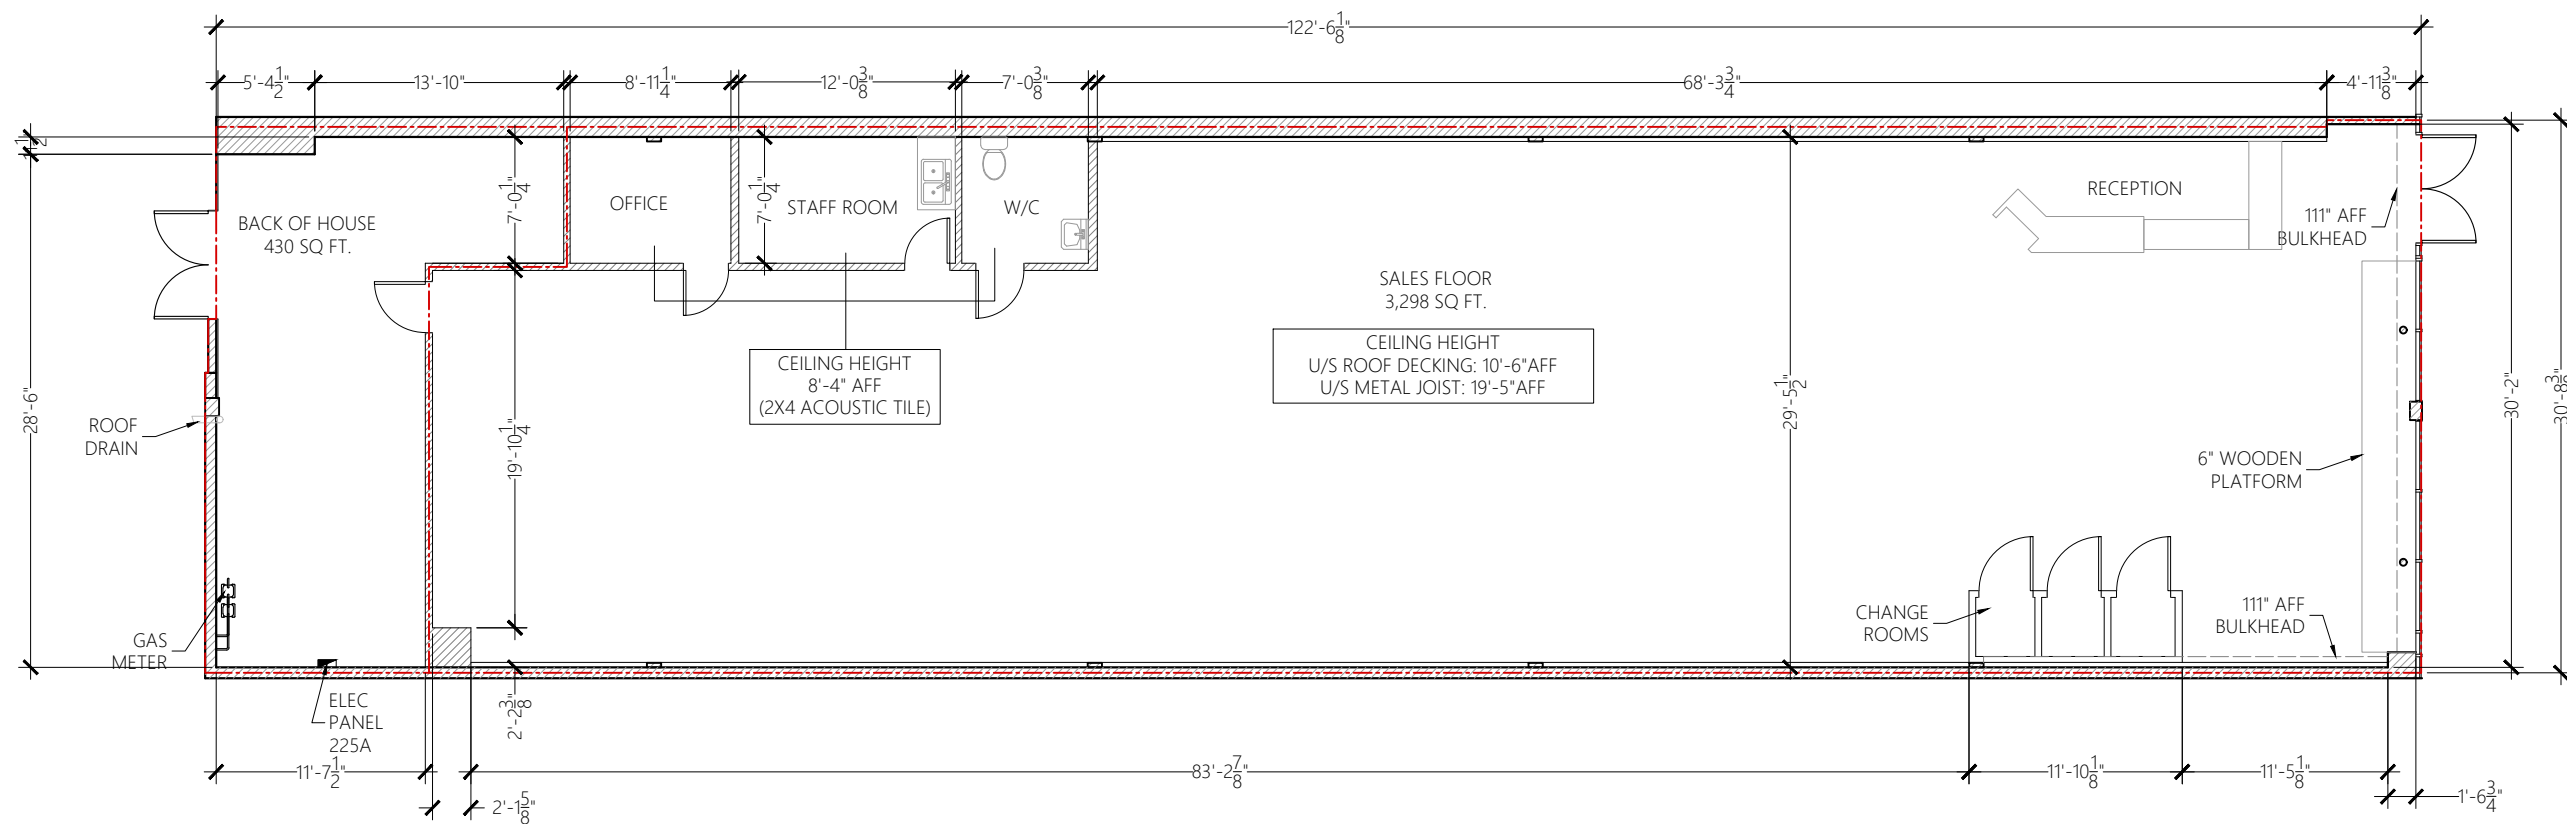 122'-6 1/8"
5'-4 1/2"
13'-10"
8'-11 1/4"
12'-0 3/8"
7'-0 3/8"
68'-3 3/4"
4'-11 3/8"
7'-0 1/4"
7'-0 1/4"
OFFICE
STAFF ROOM
W/C
RECEPTION
BACK OF HOUSE
430 SQ FT.
111" AFF
BULKHEAD
SALES FLOOR
3,298 SQ FT.
CEILING HEIGHT
U/S ROOF DECKING: 10'-6"AFF
U/S METAL JOIST: 19'-5"AFF
CEILING HEIGHT
8'-4" AFF
(2X4 ACOUSTIC TILE)
28'-6"
ROOF
DRAIN
19'-10 1/4"
29'-5 1/2"
30'-2"
30'-8 3/8"
6" WOODEN
PLATFORM
GAS
METER
CHANGE
ROOMS
111" AFF
BULKHEAD
ELEC
PANEL
225A
2'-2 3/8"
11'-7 1/2"
83'-2 7/8"
11'-10 1/8"
11'-5 1/8"
2'-1 5/8"
1'-6 3/4"